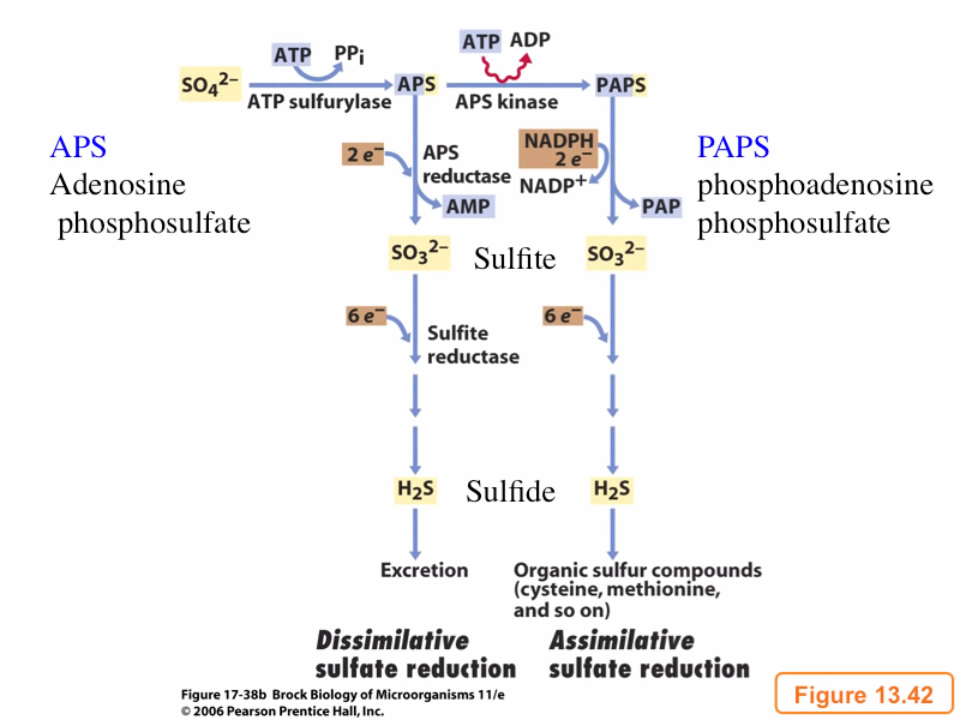 ATP PPi
ATP ADP
SO4 2–
APS
PAPS
ATP sulfurylase
APS kinase
APS
Adenosine
phosphosulfate
2 e–
APS
reductase
AMP
NADPH
2 e–
NADP+
PAP
PAPS
phosphoadenosine
phosphosulfate
SO3 2–
Sulfite
SO3 2–
6 e–
Sulfite
reductase
6 e–
H2S
Sulfide
H2S
Excretion
Organic sulfur compounds
(cysteine, methionine,
and so on)
Dissimilative
sulfate reduction
Assimilative
sulfate reduction
Figure 17-38b Brock Biology of Microorganisms 11/e
© 2006 Pearson Prentice Hall, Inc.
Figure 13.42